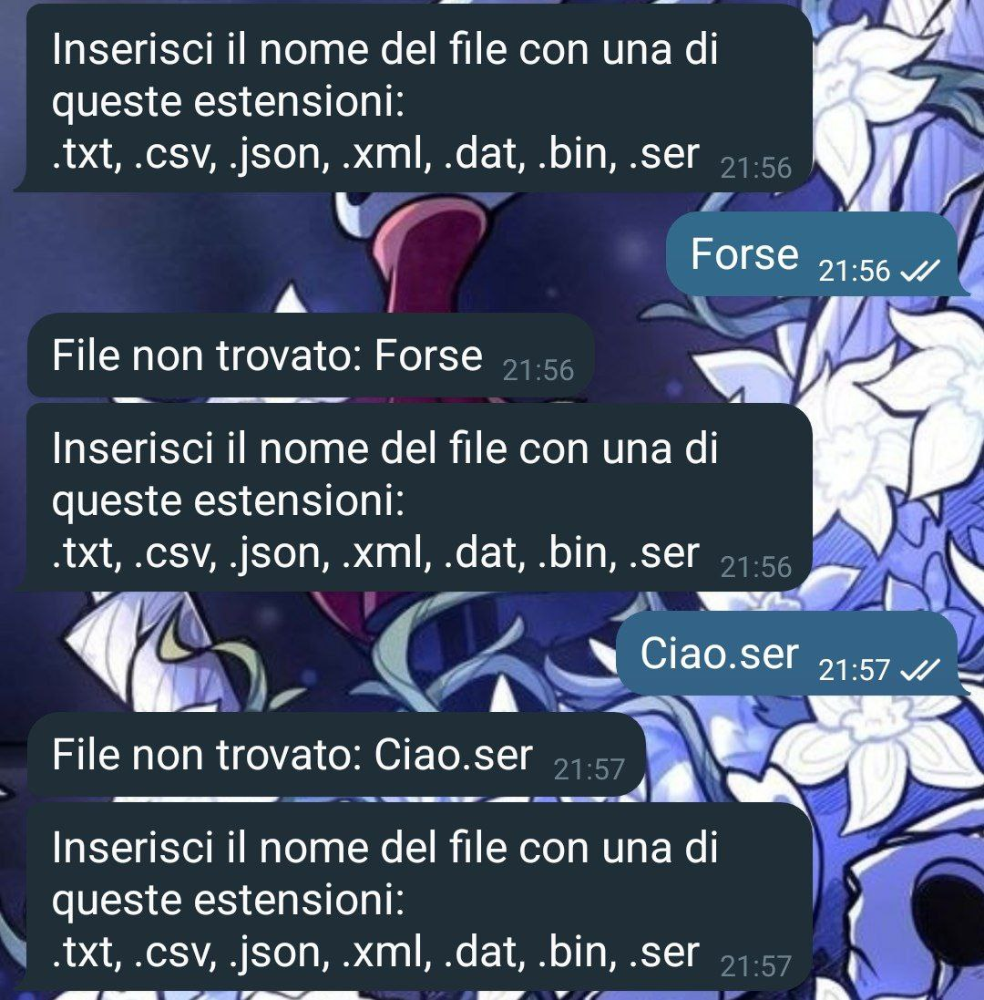 Inserisci il nome del file con una di
queste estensioni:
.txt, .csv, .json, .xml, .dat, .bin, .ser 21:56
Forse 21:56
File non trovato: Forse 21:56
Inserisci il nome del file con una di
queste estensioni:
.txt, .csv, .json, .xml, .dat, .bin, .ser 21:56
Ciao.ser 21:57
File non trovato: Ciao.ser 21:57
Inserisci il nome del file con una di
queste estensioni:
.txt, .csv, .json, .xml, .dat, .bin, .ser 21:57